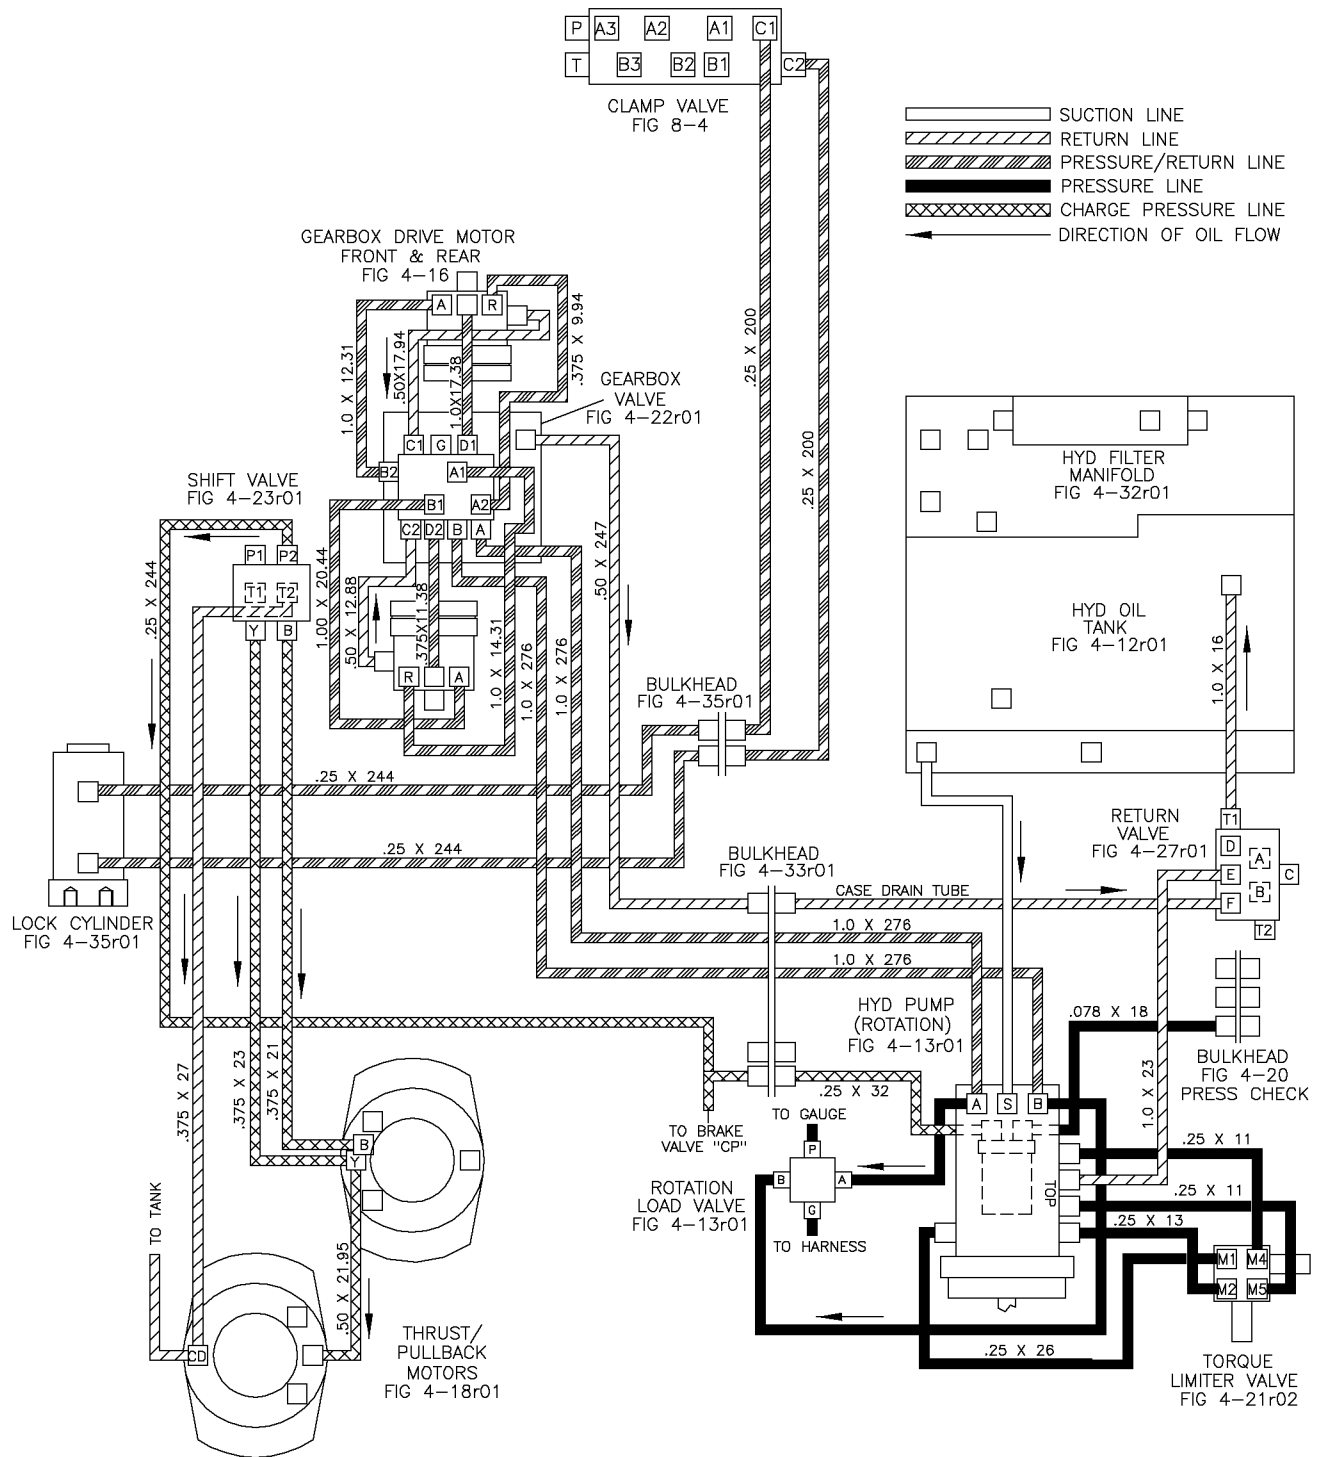 P A3 A2 A1 C1
T B3 B2 B1 C2
CLAMP VALVE
FIG 8-4
SUCTION LINE
RETURN LINE
PRESSURE/RETURN LINE
PRESSURE LINE
CHARGE PRESSURE LINE
DIRECTION OF OIL FLOW
GEARBOX DRIVE MOTOR
FRONT & REAR
FIG 4-16
A R
1.0 X 12.31
.50X17.94
1.0X17.38
.375 X 9.94
.25 X 200
.25 X 200
GEARBOX
VALVE
FIG 4-22r01
C1 G D1
B2 A1
B1 A2
C2 D2 B A
SHIFT VALVE
FIG 4-23r01
P1 P2
T1 T2
Y B
.25 X 244
1.00 X 20.44
.50 X 12.88
.375X11.38
1.0 X 14.31
1.0 X 276
1.0 X 276
.50 X 247
R A
HYD FILTER
MANIFOLD
FIG 4-32r01
HYD OIL
TANK
FIG 4-12r01
1.0 X 16
BULKHEAD
FIG 4-35r01
.25 X 244
.25 X 244
LOCK CYLINDER
FIG 4-35r01
RETURN
VALVE
FIG 4-27r01
T1
D
A
E
C
B
F
T2
BULKHEAD
FIG 4-33r01
CASE DRAIN TUBE
1.0 X 276
1.0 X 276
HYD PUMP
(ROTATION)
FIG 4-13r01
.078 X 18
BULKHEAD
FIG 4-20
PRESS CHECK
1.0 X 23
.25 X 32
A S B
TOP
TO BRAKE
VALVE "CP"
TO GAUGE
P
B A
G
TO HARNESS
ROTATION
LOAD VALVE
FIG 4-13r01
.25 X 11
.25 X 11
.25 X 13
M1 M4
M2 M5
.25 X 26
TORQUE
LIMITER VALVE
FIG 4-21r02
.375 X 27
.375 X 23
.375 X 21
B
Y
TO TANK
.50 X 21.95
CD
THRUST/
PULLBACK
MOTORS
FIG 4-18r01